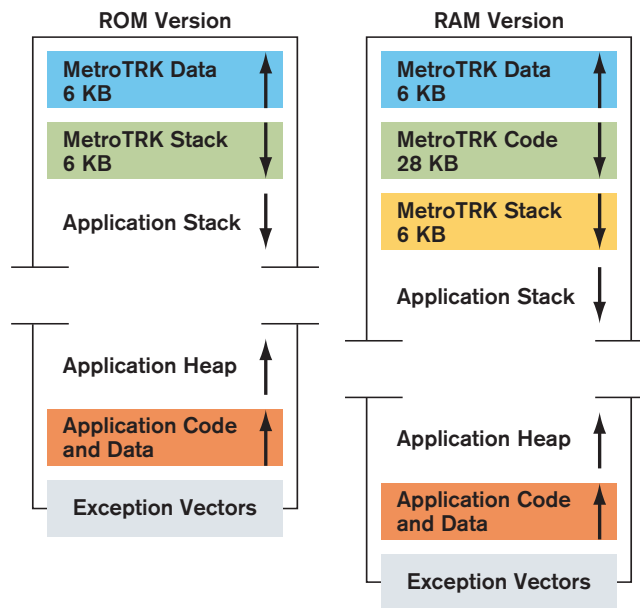 ROM Version
MetroTRK Data
6 KB
MetroTRK Stack
6 KB
Application Stack
Application Heap
Application Code
and Data
Exception Vectors
RAM Version
MetroTRK Data
6 KB
MetroTRK Code
28 KB
MetroTRK Stack
6 KB
Application Stack
Application Heap
Application Code
and Data
Exception Vectors